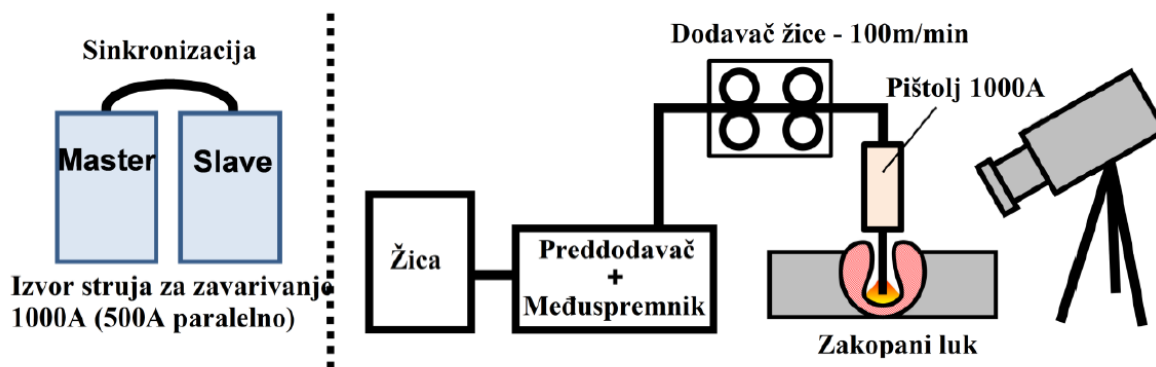 Sinkronizacija
Master
Slave
Izvor struja za zavarivanje
1000A (500A paralelno)
Dodavač žice - 100m/min
Pištolj 1000A
Žica
Preddodavač
+
Međuspremnik
Zakopani luk